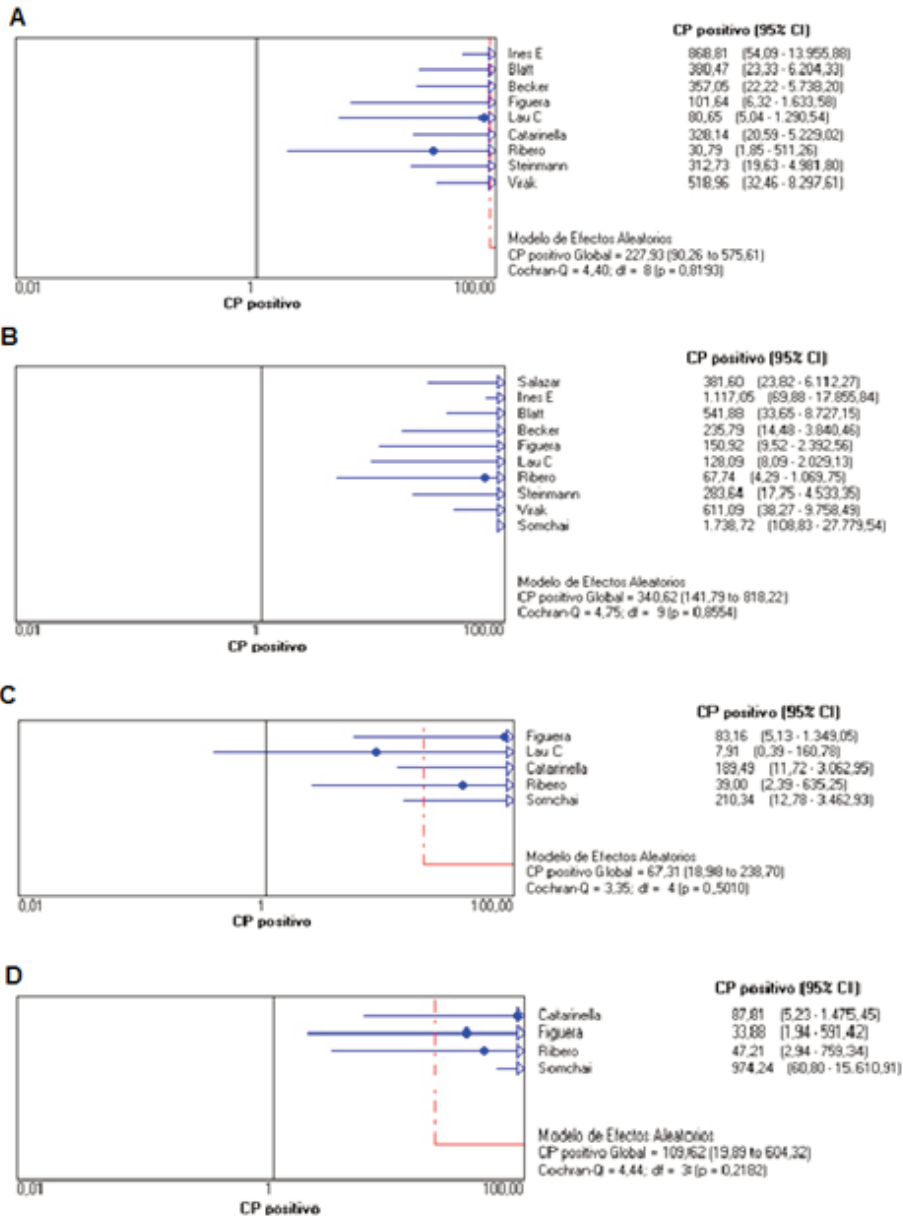 A
CP positivo (95% CI)
Ines E 868,81 (54,09 - 13.955,88)
Blatt 380,47 (23,33 - 6.204,33)
Becker 357,05 (22,22 - 5.738,20)
Figuera 101,64 (6,32 - 1.633,58)
Lau C 80,65 (5,04 - 1.290,54)
Catarinella 328,14 (20,59 - 5.229,02)
Ribero 30,79 (1,85 - 511,26)
Steinmann 312,73 (19,63 - 4.981,80)
Virak 518,96 (32,46 - 8.297,61)
Modelo de Efectos Aleatorios
CP positivo Global = 227,93 (90,26 to 575,61)
Cochran-Q = 4,40; df = 8 (p = 0,8193)
0,01 1 100,00
CP positivo
B
CP positivo (95% CI)
Salazar 381,60 (23,82 - 6.112,27)
Ines E 1.117,05 (69,88 - 17.855,84)
Blatt 541,88 (33,65 - 8.727,15)
Becker 235,79 (14,48 - 3.840,46)
Figuera 150,92 (9,52 - 2.392,56)
Lau C 128,09 (8,09 - 2.029,13)
Ribero 67,74 (4,29 - 1.069,75)
Steinmann 283,64 (17,75 - 4.533,35)
Virak 611,09 (38,27 - 9.758,49)
Somchai 1.738,72 (108,83 - 27.779,54)
Modelo de Efectos Aleatorios
CP positivo Global = 340,62 (141,79 to 818,22)
Cochran-Q = 4,75; df = 9 (p = 0,8554)
0,01 1 100,00
CP positivo
C
CP positivo (95% CI)
Figuera 83,16 (5,13 - 1.349,05)
Lau C 7,91 (0,39 - 160,78)
Catarinella 189,49 (11,72 - 3.062,95)
Ribero 39,00 (2,39 - 635,25)
Somchai 210,34 (12,78 - 3.462,93)
Modelo de Efectos Aleatorios
CP positivo Global = 67,31 (18,98 to 238,70)
Cochran-Q = 3,35; df = 4 (p = 0,5010)
0,01 1 100,00
CP positivo
D
CP positivo (95% CI)
Catarinella 87,81 (5,23 - 1.475,45)
Figuera 33,88 (1,94 - 591,42)
Ribero 47,21 (2,94 - 759,34)
Somchai 974,24 (60,80 - 15.610,91)
Modelo de Efectos Aleatorios
CP positivo Global = 109,62 (19,89 to 604,32)
Cochran-Q = 4,44; df = 3 (p = 0,2182)
0,01 1 100,00
CP positivo